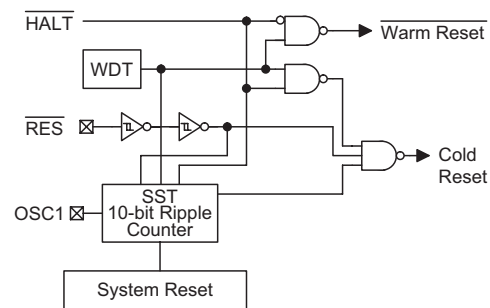 HALT
Warm Reset
WDT
RES
Cold
Reset
OSC1
SST
10-bit Ripple
Counter
System Reset